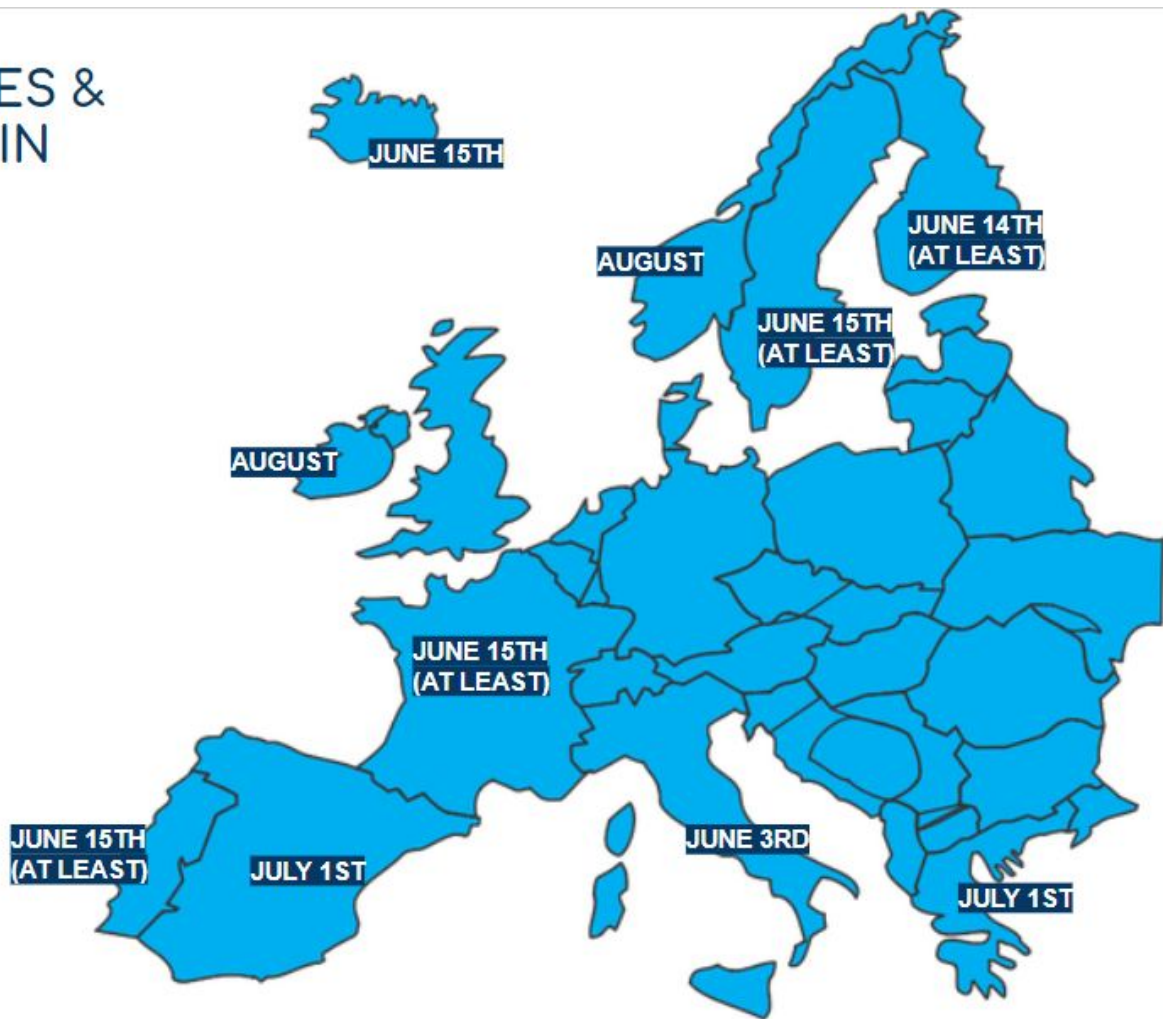 ES &
IN
JUNE 15TH
JUNE 14TH
(AT LEAST)
AUGUST
JUNE 15TH
(AT LEAST)
AUGUST
JUNE 15TH
(AT LEAST)
JUNE 15TH
(AT LEAST)
JULY 1ST
JUNE 3RD
JULY 1ST